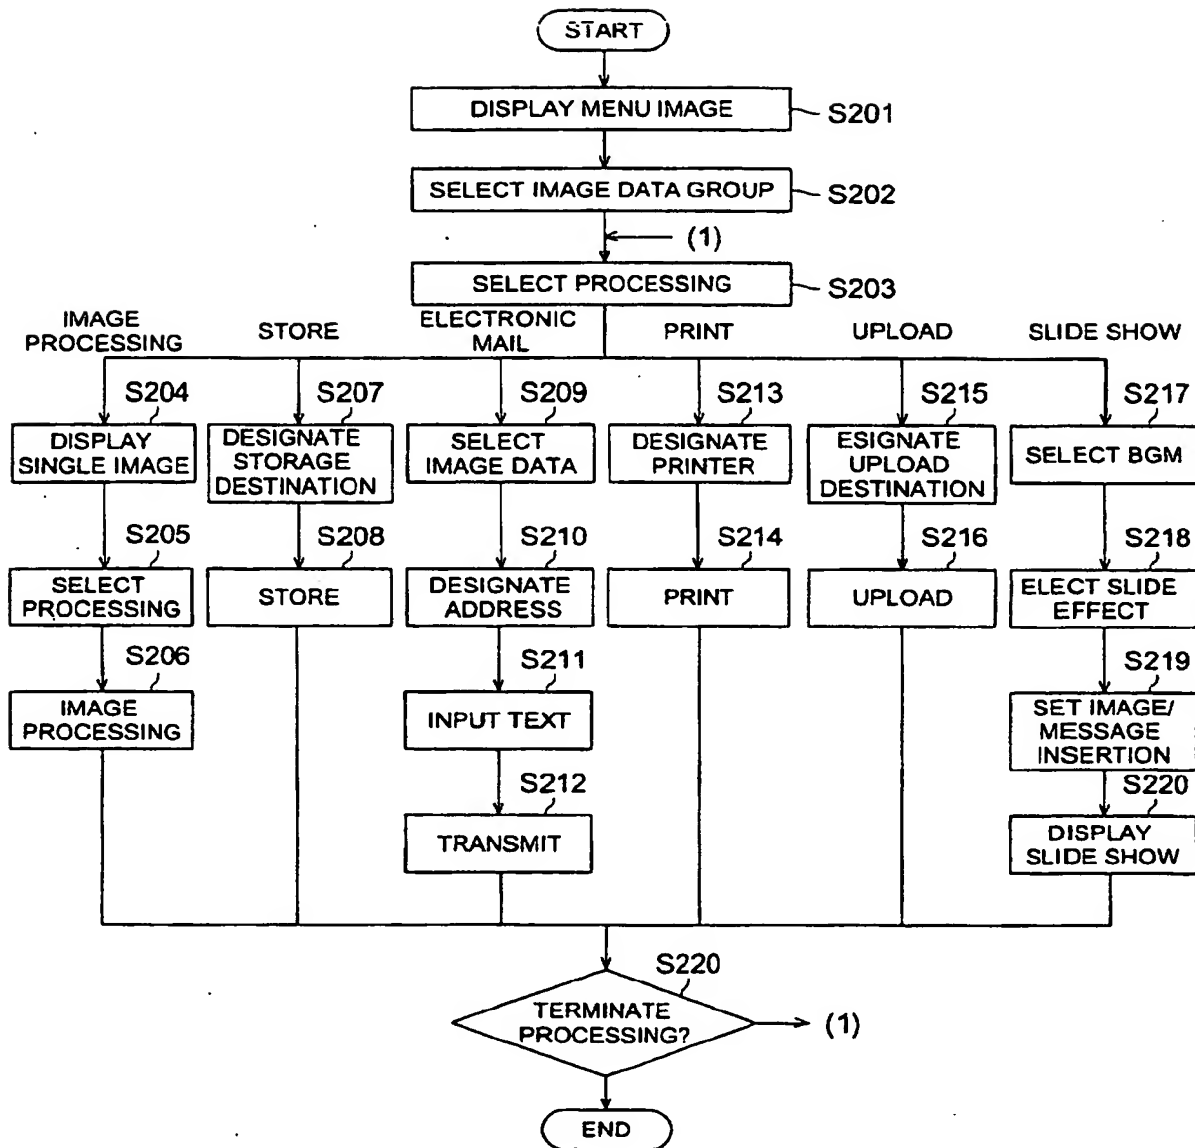 START
DISPLAY MENU IMAGE
S201
SELECT IMAGE DATA GROUP
S202
(1)
SELECT PROCESSING
S203
IMAGE
PROCESSING
STORE
ELECTRONIC
MAIL
PRINT
UPLOAD
SLIDE SHOW
S204
S207
S209
S213
S215
S217
DISPLAY
SINGLE IMAGE
DESIGNATE
STORAGE
DESTINATION
SELECT
IMAGE DATA
DESIGNATE
PRINTER
ESIGNATE
UPLOAD
DESTINATION
SELECT BGM
S205
S208
S210
S214
S216
S218
SELECT
PROCESSING
STORE
DESIGNATE
ADDRESS
PRINT
UPLOAD
ELECT SLIDE
EFFECT
S206
S211
S219
IMAGE
PROCESSING
INPUT TEXT
SET IMAGE/
MESSAGE
INSERTION
S212
S220
TRANSMIT
DISPLAY
SLIDE SHOW
S220
TERMINATE
PROCESSING?
(1)
END